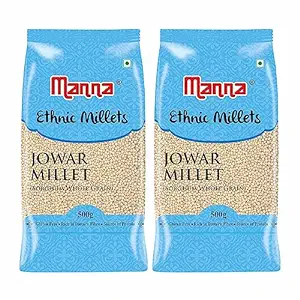 Manna®
Ethnic Millets
JOWAR
MILLET
(SORGHUM WHOLE GRAIN)
500g
Manna®
Ethnic Millets
JOWAR
MILLET
(SORGHUM WHOLE GRAIN)
500g